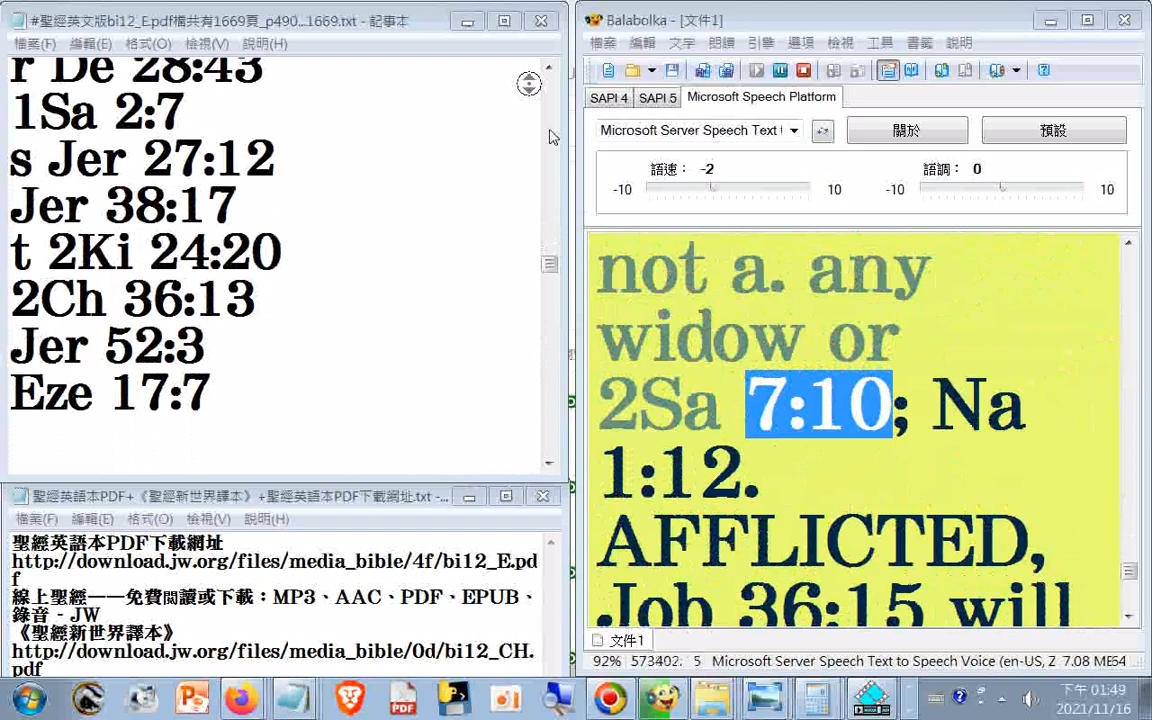 #聖經英文版bi12_E.pdf檔共有1669頁_p490...1669.txt - 記事本
檔案(F) 編輯(E) 格式(O) 檢視(V) 說明(H)
r De 28:43
1Sa 2:7
s Jer 27:12
Jer 38:17
t 2Ki 24:20
2Ch 36:13
Jer 52:3
Eze 17:7
聖經英語本PDF+《聖經新世界譯本》+聖經英語本PDF下載網址.txt -...
檔案(F) 編輯(E) 格式(O) 檢視(V) 說明(H)
聖經英語本PDF下載網址
http://download.jw.org/files/media_bible/4f/bi12_E.pd
f
線上聖經——免費閱讀或下載：MP3、AAC、PDF、EPUB、
錄音 - JW
《聖經新世界譯本》
http://download.jw.org/files/media_bible/0d/bi12_CH.
pdf
Balabolka - [文件1]
檔案 編輯 文字 朗讀 引擎 選項 檢視 工具 書籤 說明
SAPI 4 SAPI 5 Microsoft Speech Platform
Microsoft Server Speech Text t 關於 預設
語速： -2 語調： 0
-10 10 -10 10
not a. any
widow or
2Sa 7:10; Na
1:12.
AFFLICTED,
Job 36:15 will
文件1
92% 573402. 5 Microsoft Server Speech Text to Speech Voice (en-US, Z 7.08 ME54
下午 01:49
2021/11/16